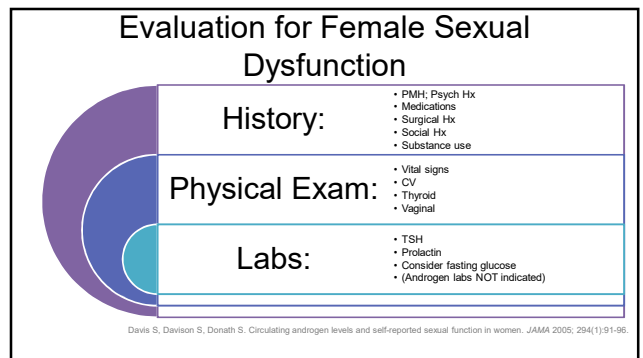 Evaluation for Female Sexual
Dysfunction
History:
• PMH; Psych Hx
• Medications
• Surgical Hx
• Social Hx
• Substance use
Physical Exam:
• Vital signs
• CV
• Thyroid
• Vaginal
Labs:
• TSH
• Prolactin
• Consider fasting glucose
• (Androgen labs NOT indicated)
Davis S, Davison S, Donath S. Circulating androgen levels and self-reported sexual function in women. JAMA 2005; 294(1):91-96.